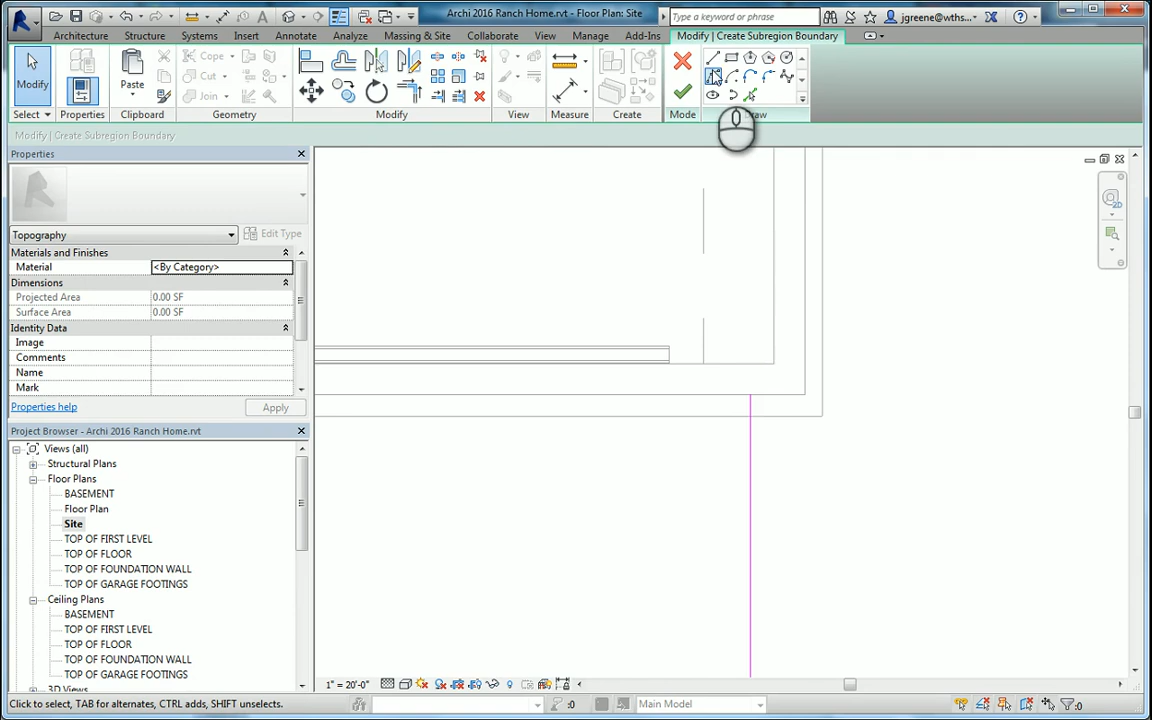 Archi 2016 Ranch Home.rvt - Floor Plan: Site
Type a keyword or phrase
jgreene@wths...
Architecture
Structure
Systems
Insert
Annotate
Analyze
Massing & Site
Collaborate
View
Manage
Add-Ins
Modify | Create Subregion Boundary
Modify
Properties
Paste
Cope
Cut
Join
Select
Properties
Clipboard
Geometry
Modify
View
Measure
Create
Mode
Draw
Modify | Create Subregion Boundary
Properties
Topography
Edit Type
Materials and Finishes
Material
<By Category>
Dimensions
Projected Area
0.00 SF
Surface Area
0.00 SF
Identity Data
Image
Comments
Name
Mark
Properties help
Apply
Project Browser - Archi 2016 Ranch Home.rvt
Views (all)
Structural Plans
Floor Plans
BASEMENT
Floor Plan
Site
TOP OF FIRST LEVEL
TOP OF FLOOR
TOP OF FOUNDATION WALL
TOP OF GARAGE FOOTINGS
Ceiling Plans
BASEMENT
TOP OF FIRST LEVEL
TOP OF FLOOR
TOP OF FOUNDATION WALL
TOP OF GARAGE FOOTINGS
3D Views
2D
1" = 20'-0"
Click to select, TAB for alternates, CTRL adds, SHIFT unselects.
:0
Main Model
:0